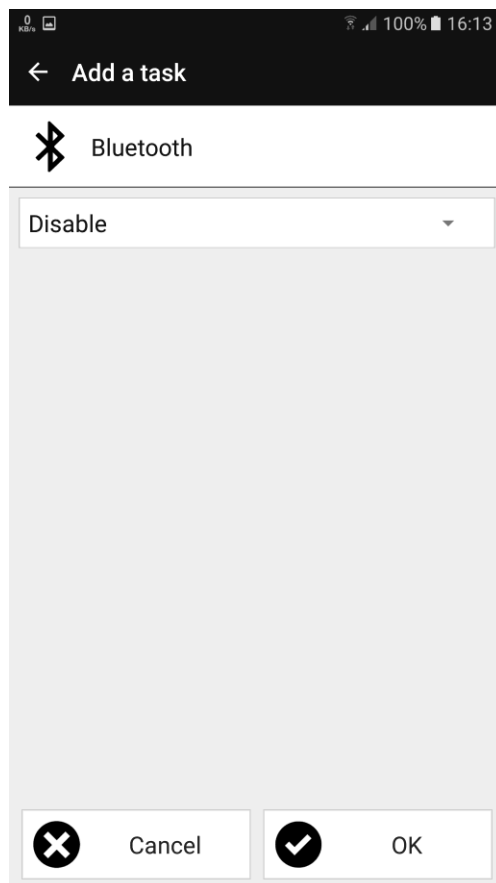 0
KB/s
100% 16:13
Add a task
Bluetooth
Disable
Cancel
OK